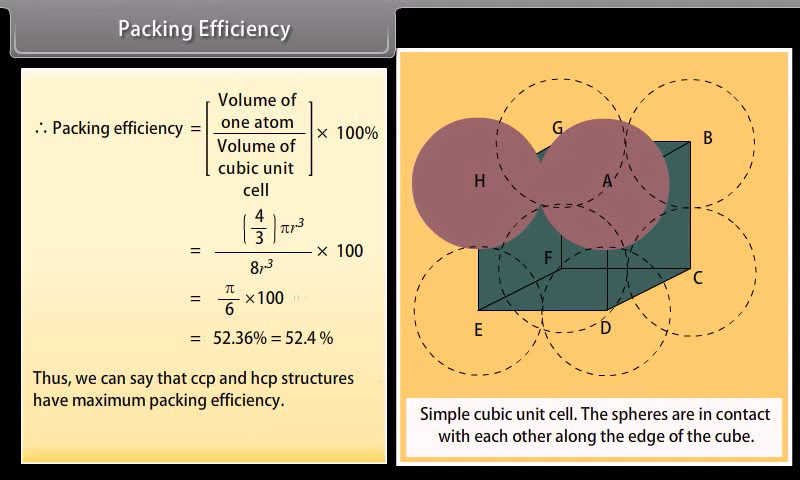 Packing Efficiency
∴ Packing efficiency = [Volume of one atom / Volume of cubic unit cell] × 100%
= (4/3) πr³ / 8r³ × 100
= π/6 ×100
= 52.36% = 52.4 %
Thus, we can say that ccp and hcp structures
have maximum packing efficiency.
G
B
H
A
F
C
E
D
Simple cubic unit cell. The spheres are in contact
with each other along the edge of the cube.